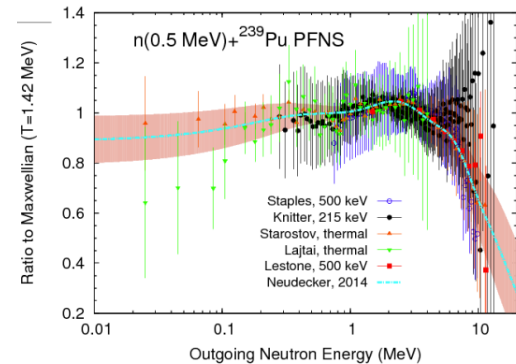 n(0.5 MeV)+239Pu PFNS
Ratio to Maxwellian (T=1.42 MeV)
1.4
1.2
1
0.8
0.6
0.4
0.2
Staples, 500 keV
Knitter, 215 keV
Starostov, thermal
Lajtai, thermal
Lestone, 500 keV
Neudecker, 2014
0.01
0.1
1
10
Outgoing Neutron Energy (MeV)